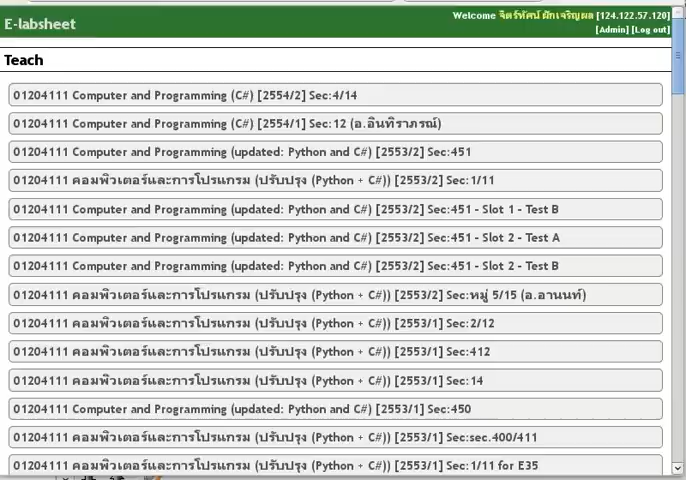 E-labsheet
Welcome จิตร์ทัศน์ ฝักเจริญผล [124.122.57.120]
[Admin] [Log out]
Teach
01204111 Computer and Programming (C#) [2554/2] Sec:4/14
01204111 Computer and Programming (C#) [2554/1] Sec:12 (อ.อินทิราภรณ์)
01204111 Computer and Programming (updated: Python and C#) [2553/2] Sec:451
01204111 คอมพิวเตอร์และการโปรแกรม (ปรับปรุง (Python + C#)) [2553/2] Sec:1/11
01204111 Computer and Programming (updated: Python and C#) [2553/2] Sec:451 - Slot 1 - Test B
01204111 Computer and Programming (updated: Python and C#) [2553/2] Sec:451 - Slot 2 - Test A
01204111 Computer and Programming (updated: Python and C#) [2553/2] Sec:451 - Slot 2 - Test B
01204111 คอมพิวเตอร์และการโปรแกรม (ปรับปรุง (Python + C#)) [2553/2] Sec:หมู่ 5/15 (อ.อานนท์)
01204111 คอมพิวเตอร์และการโปรแกรม (ปรับปรุง (Python + C#)) [2553/1] Sec:2/12
01204111 คอมพิวเตอร์และการโปรแกรม (ปรับปรุง (Python + C#)) [2553/1] Sec:412
01204111 คอมพิวเตอร์และการโปรแกรม (ปรับปรุง (Python + C#)) [2553/1] Sec:14
01204111 Computer and Programming (updated: Python and C#) [2553/1] Sec:450
01204111 คอมพิวเตอร์และการโปรแกรม (ปรับปรุง (Python + C#)) [2553/1] Sec:sec.400/411
01204111 คอมพิวเตอร์และการโปรแกรม (ปรับปรุง (Python + C#)) [2553/1] Sec:1/11 for E35